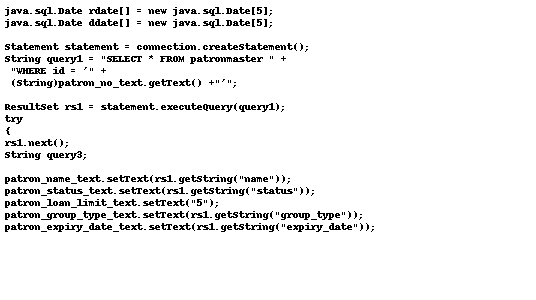 java.sql.Date rdate[] = new java.sql.Date[5];
java.sql.Date ddate[] = new java.sql.Date[5];
Statement statement = connection.createStatement();
String query1 = "SELECT * FROM patronmaster " +
"WHERE id = '" +
(String)patron_no_text.getText() +"'";
ResultSet rs1 = statement.executeQuery(query1);
try
{
rs1.next();
String query3;
patron_name_text.setText(rs1.getString("name"));
patron_status_text.setText(rs1.getString("status"));
patron_loan_limit_text.setText("5");
patron_group_type_text.setText(rs1.getString("group_type"));
patron_expiry_date_text.setText(rs1.getString("expiry_date"));